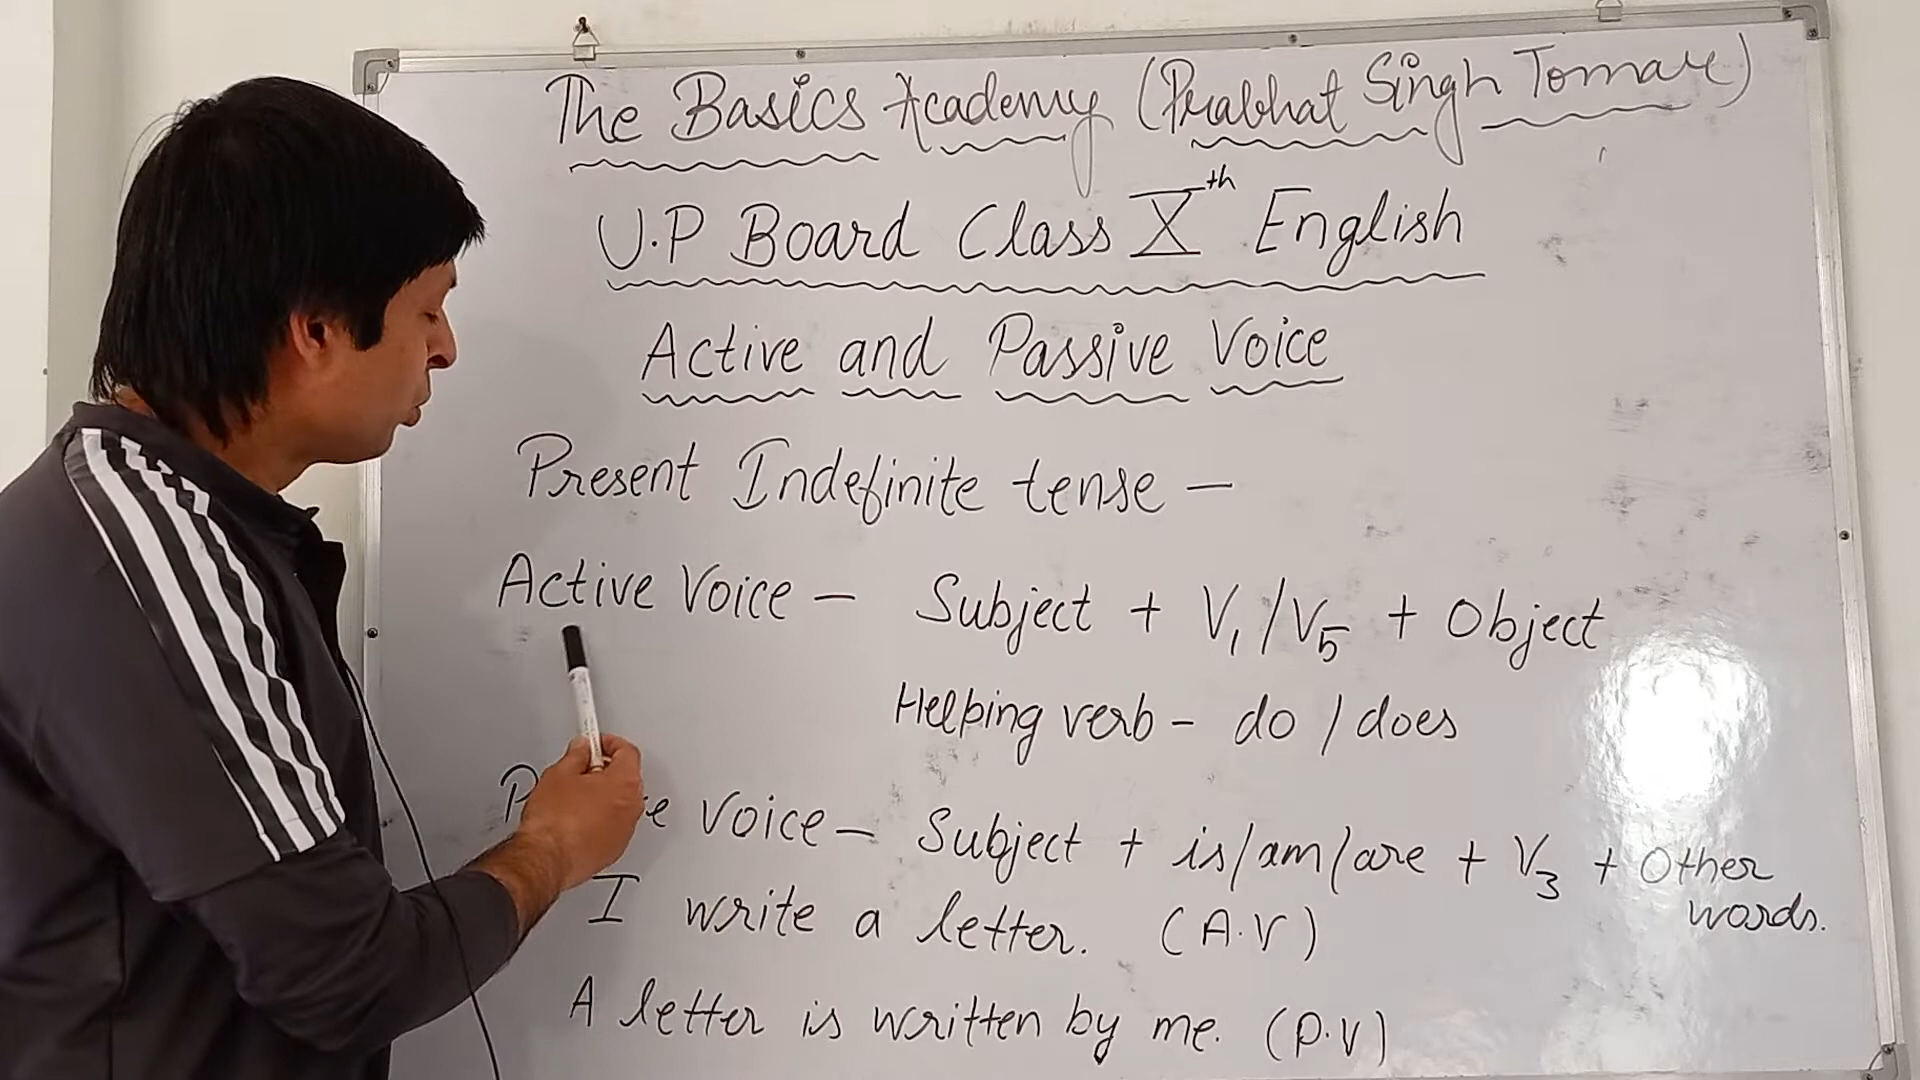 The Basics Academy (Prabhat Singh Tomar)
U.P Board Class Xth English
Active and Passive Voice
Present Indefinite tense –
Active Voice – Subject + V1/V5 + Object
Helping verb – do / does
Voice – Subject + is/am/are + V3 + Other words.
I write a letter. (A.V)
A letter is written by me. (P.V)